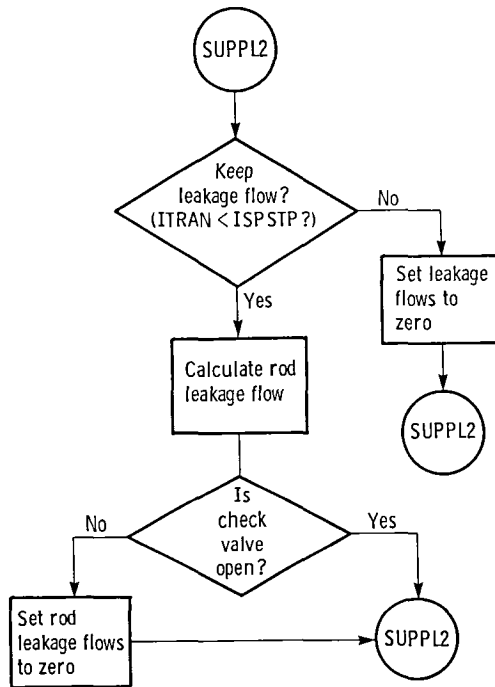 SUPPL2
Keep
leakage flow?
(ITRAN < ISPSTP?)
No
Set leakage
flows to
zero
SUPPL2
Yes
Calculate rod
leakage flow
Is
check
valve
open?
No
Yes
Set rod
leakage flows
to zero
SUPPL2